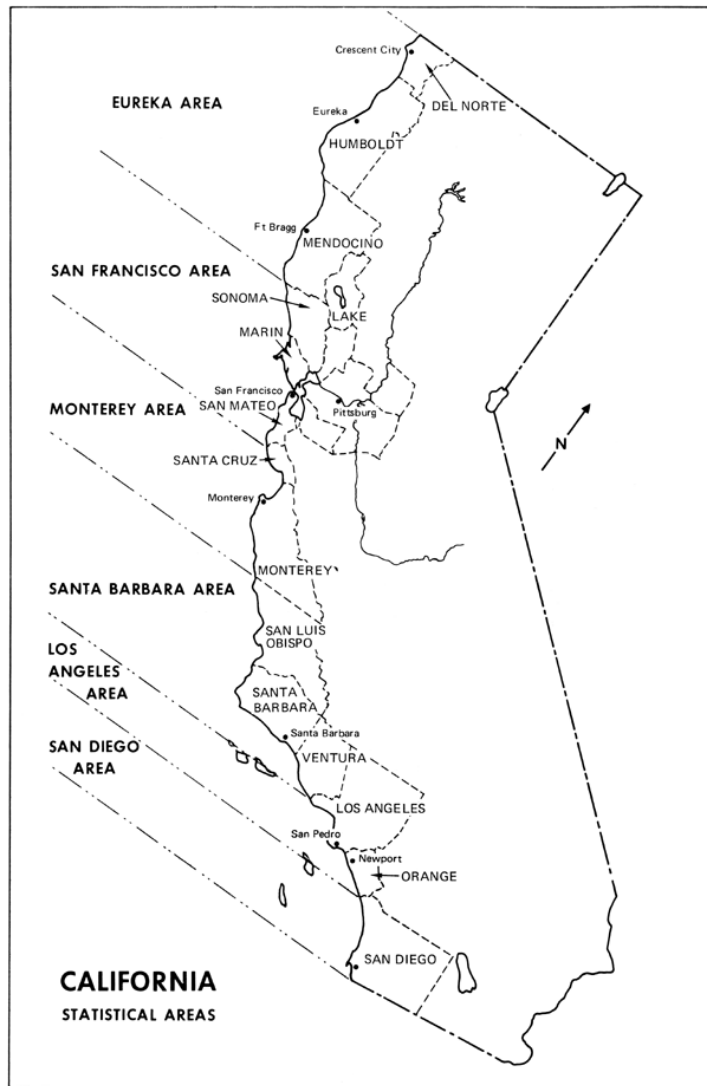 Crescent City
EUREKA AREA
DEL NORTE
Eureka
HUMBOLDT
Ft Bragg
MENDOCINO
SAN FRANCISCO AREA
SONOMA
LAKE
MARIN
San Francisco
MONTEREY AREA
SAN MATEO
Pittsburg
N
SANTA CRUZ
Monterey
MONTEREY
SANTA BARBARA AREA
SAN LUIS
OBISPO
LOS
ANGELES
AREA
SANTA
BARBARA
Santa Barbara
SAN DIEGO
AREA
VENTURA
LOS ANGELES
San Pedro
Newport
ORANGE
SAN DIEGO
CALIFORNIA
STATISTICAL AREAS